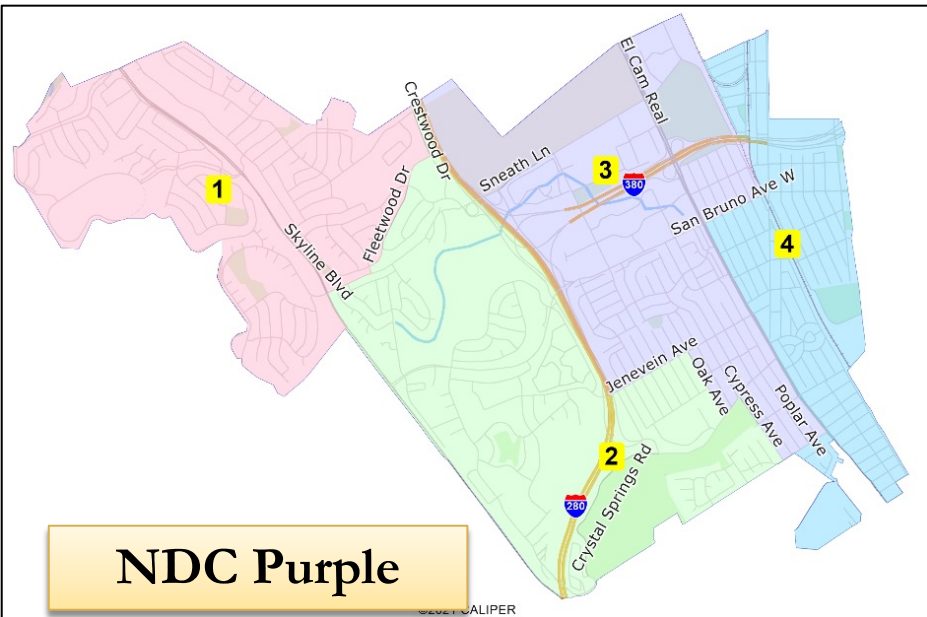 El Cam Real
Crestwood Dr
Sneath Ln
3
380
1
Fleetwood Dr
San Bruno Ave W
4
Skyline Blvd
Jenevein Ave
Oak Ave
Cypress Ave
Poplar Ave
2
Crystal Springs Rd
280
NDC Purple
©2021 CALIPER